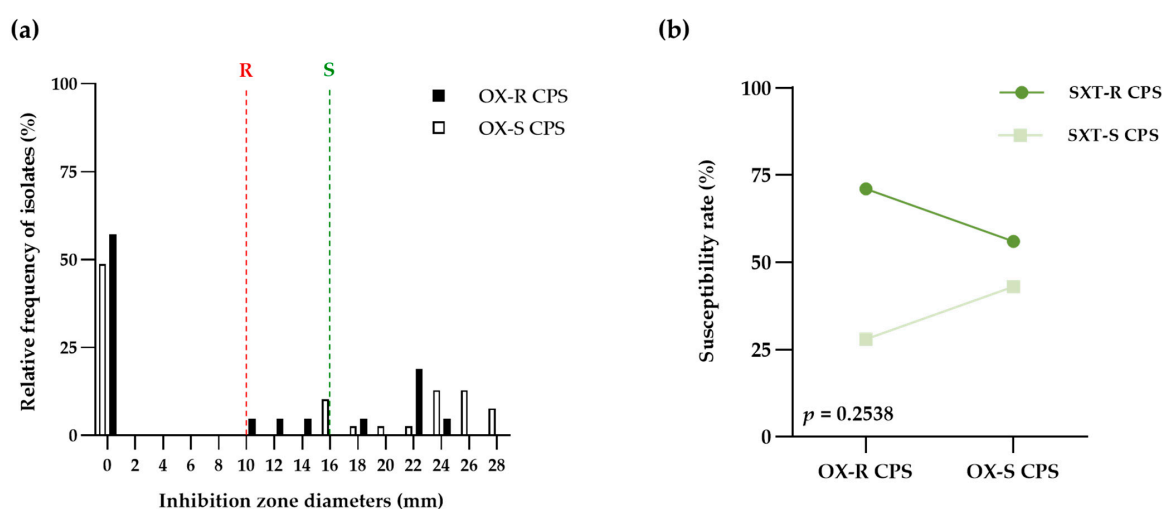 (a)
R
S
100
75
50
25
0
Relative frequency of isolates (%)
OX-R CPS
OX-S CPS
0 2 4 6 8 10 12 14 16 18 20 22 24 26 28
Inhibition zone diameters (mm)
(b)
100
75
50
25
0
Susceptibility rate (%)
SXT-R CPS
SXT-S CPS
p = 0.2538
OX-R CPS OX-S CPS